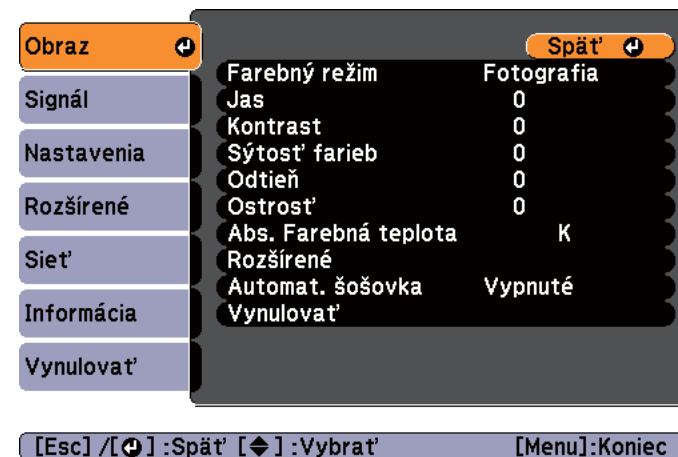 Obraz
Signál
Nastavenia
Rozšírené
Sieť
Informácia
Vynulovať
Späť
Farebný režim Fotografia
Jas 0
Kontrast 0
Sýtosť farieb 0
Odtieň 0
Ostrosť 0
Abs. Farebná teplota K
Rozšírené
Automat. šošovka Vypnuté
Vynulovať
[Esc] /[ ] :Späť [ ] :Vybrať [Menu]:Koniec